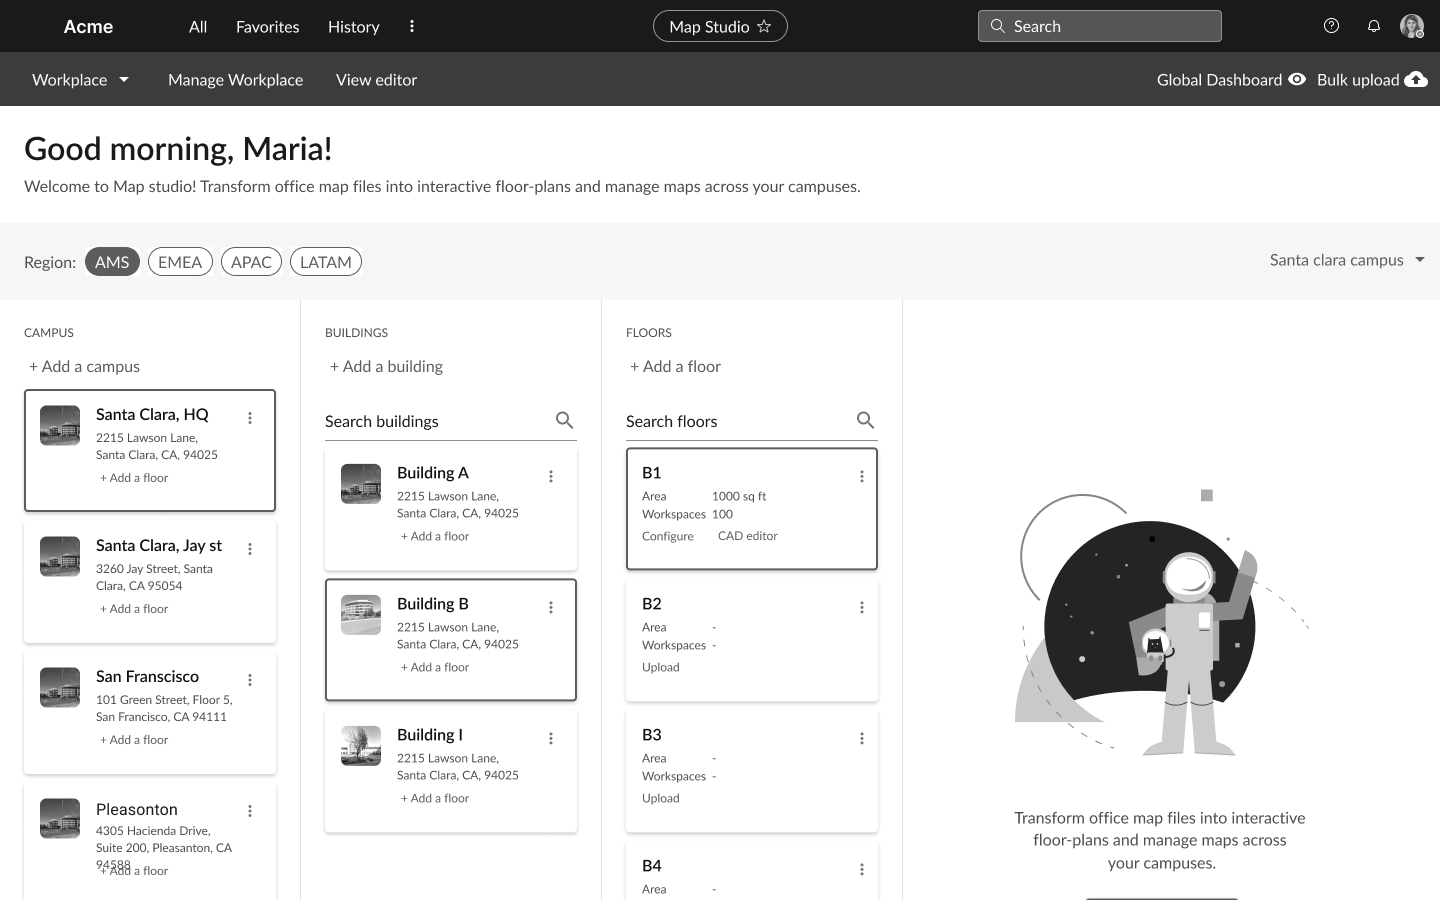 Acme All Favorites History Map Studio Search
Workplace Manage Workplace View editor Global Dashboard Bulk upload
Good morning, Maria!
Welcome to Map studio! Transform office map files into interactive floor-plans and manage maps across your campuses.
Region: AMS EMEA APAC LATAM Santa clara campus
CAMPUS
+ Add a campus
Santa Clara, HQ
2215 Lawson Lane,
Santa Clara, CA, 94025
+ Add a floor
Santa Clara, Jay st
3260 Jay Street, Santa
Clara, CA 95054
+ Add a floor
San Franscisco
101 Green Street, Floor 5,
San Francisco, CA 94111
+ Add a floor
Pleasonton
4305 Hacienda Drive,
Suite 200, Pleasanton, CA
94588
+ Add a floor
BUILDINGS
+ Add a building
Search buildings
Building A
2215 Lawson Lane,
Santa Clara, CA, 94025
+ Add a floor
Building B
2215 Lawson Lane,
Santa Clara, CA, 94025
+ Add a floor
Building I
2215 Lawson Lane,
Santa Clara, CA, 94025
+ Add a floor
FLOORS
+ Add a floor
Search floors
B1
Area 1000 sq ft
Workspaces 100
Configure CAD editor
B2
Area -
Workspaces -
Upload
B3
Area -
Workspaces -
Upload
B4
Area -
Transform office map files into interactive
floor-plans and manage maps across
your campuses.